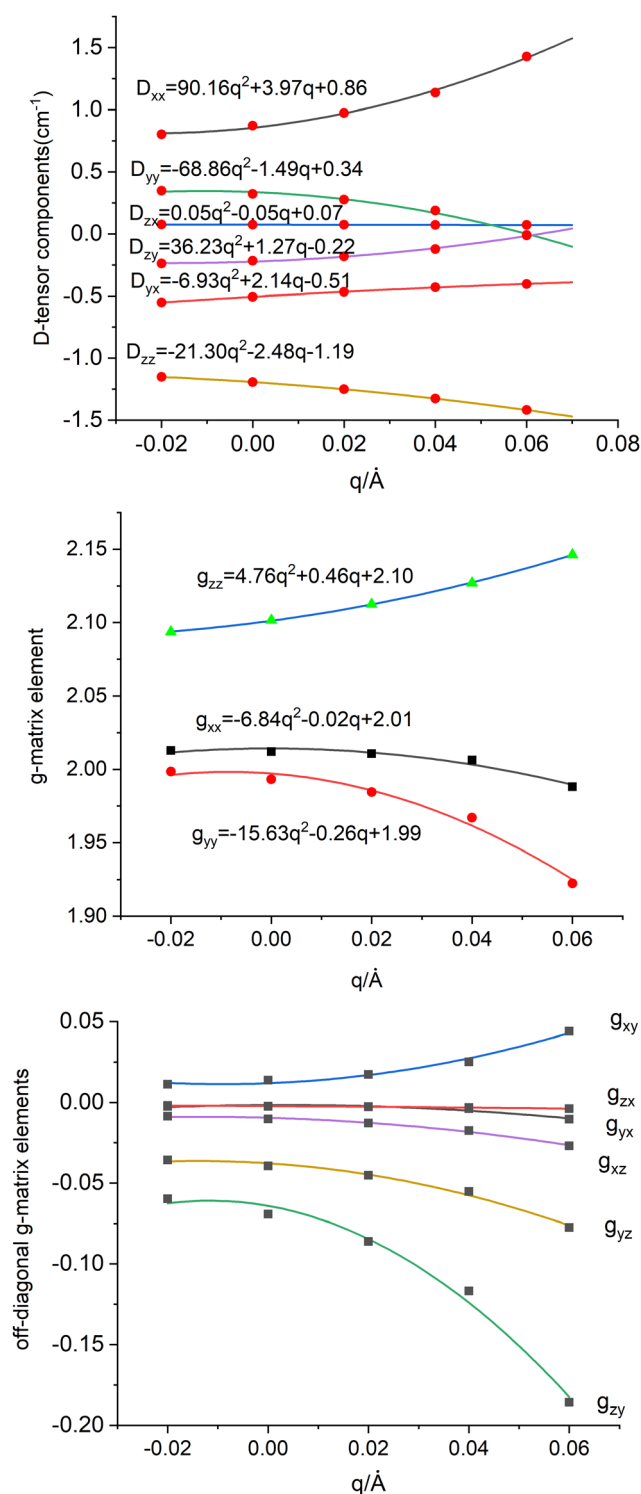 D-tensor components(cm⁻¹)
1.5
1.0
0.5
0.0
-0.5
-1.0
-1.5
Dxx=90.16q²+3.97q+0.86
Dyy=-68.86q²-1.49q+0.34
Dzx=0.05q²-0.05q+0.07
Dzy=36.23q²+1.27q-0.22
Dyx=-6.93q²+2.14q-0.51
Dzz=-21.30q²-2.48q-1.19
-0.02 0.00 0.02 0.04 0.06 0.08
q/Å
g-matrix element
2.15
2.10
2.05
2.00
1.95
1.90
gzz=4.76q²+0.46q+2.10
gxx=-6.84q²-0.02q+2.01
gyy=-15.63q²-0.26q+1.99
-0.02 0.00 0.02 0.04 0.06
q/Å
off-diagonal g-matrix elements
0.05
0.00
-0.05
-0.10
-0.15
-0.20
gxy
gzx
gyx
gxz
gyz
gzy
-0.02 0.00 0.02 0.04 0.06
q/Å